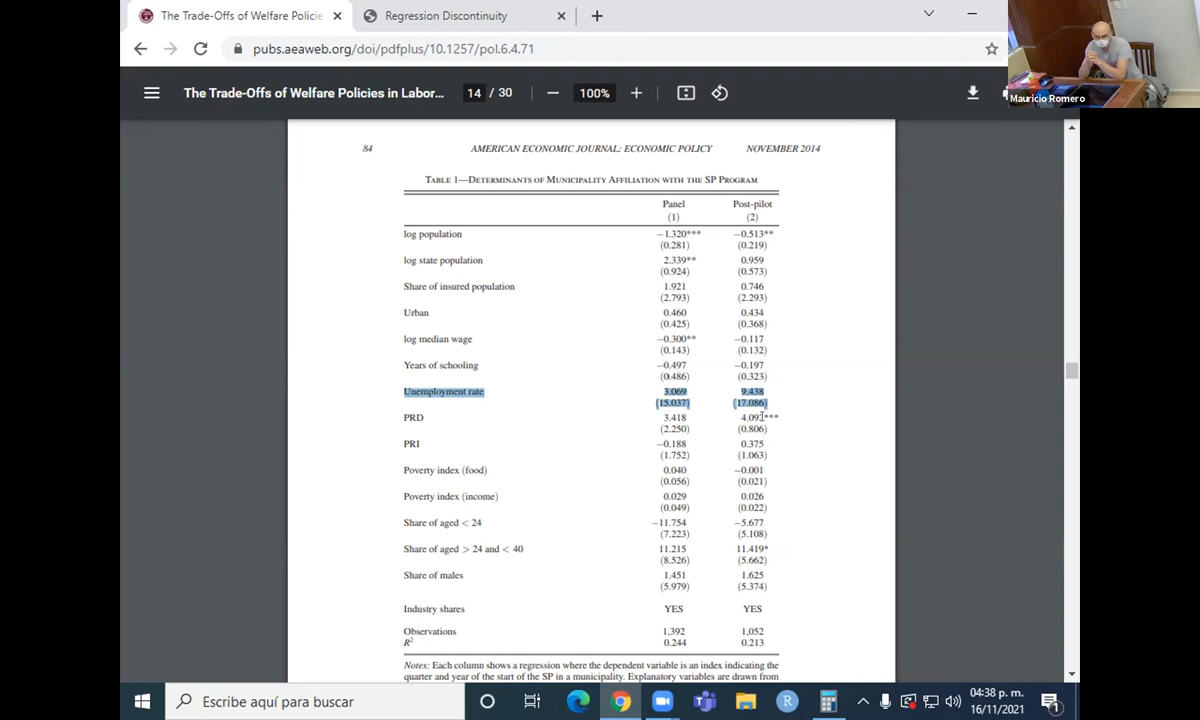 The Trade-Offs of Welfare Policie
Regression Discontinuity
pubs.aeaweb.org/doi/pdfplus/10.1257/pol.6.4.71
The Trade-Offs of Welfare Policies in Labor...
14 / 30
100%
Mauricio Romero
84 AMERICAN ECONOMIC JOURNAL: ECONOMIC POLICY NOVEMBER 2014
Table 1—Determinants of Municipality Affiliation with the SP Program
Panel Post-pilot
(1) (2)
log population −1.320*** −0.513**
(0.281) (0.219)
log state population 2.339** 0.959
(0.924) (0.573)
Share of insured population 1.921 0.746
(2.793) (2.293)
Urban 0.460 0.434
(0.425) (0.368)
log median wage −0.300** −0.117
(0.143) (0.132)
Years of schooling −0.497 −0.197
(0.486) (0.323)
Unemployment rate 3.069 9.438
(15.037) (17.086)
PRD 3.418
(2.250) (0.806)
PRI −0.188 0.375
(1.752) (1.063)
Poverty index (food) 0.040 −0.001
(0.056) (0.021)
Poverty index (income) 0.029 0.026
(0.049) (0.022)
Share of aged < 24 −11.754 −5.677
(7.223) (5.108)
Share of aged > 24 and < 40 11.215 11.419*
(8.526) (5.662)
Share of males 1.451 1.625
(5.979) (5.374)
Industry shares YES YES
Observations 1,392 1,052
R² 0.244 0.213
Notes: Each column shows a regression where the dependent variable is an index indicating the
quarter and year of the start of the SP in a municipality. Explanatory variables are drawn from
Escribe aquí para buscar
04:38 p. m.
16/11/2021